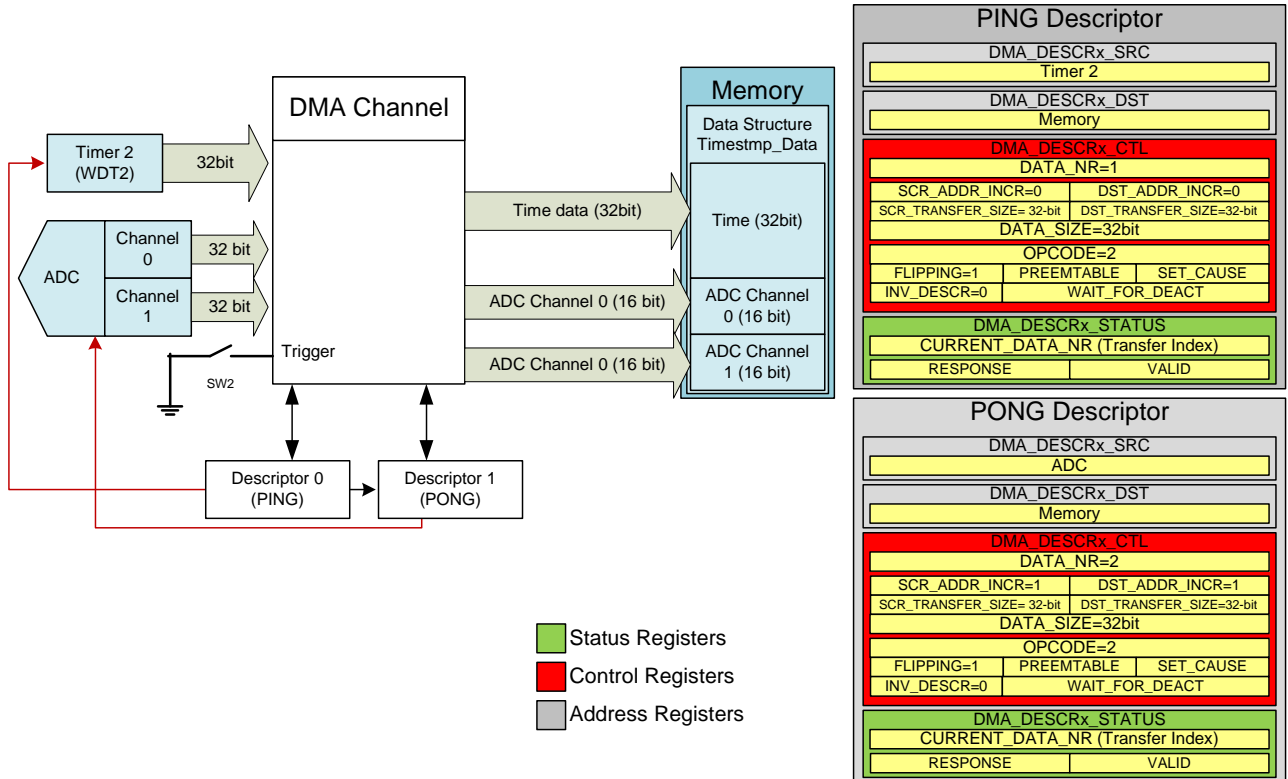 DMA Channel
Timer 2
(WDT2)
32bit
ADC
Channel
0
32 bit
Channel
1
32 bit
Trigger
SW2
Time data (32bit)
ADC Channel 0 (16 bit)
ADC Channel 0 (16 bit)
Memory
Data Structure
Timestmp_Data
Time (32bit)
ADC Channel
0 (16 bit)
ADC Channel
1 (16 bit)
Descriptor 0
(PING)
Descriptor 1
(PONG)
Status Registers
Control Registers
Address Registers
PING Descriptor
DMA_DESCRx_SRC
Timer 2
DMA_DESCRx_DST
Memory
DMA_DESCRx_CTL
DATA_NR=1
SCR_ADDR_INCR=0 DST_ADDR_INCR=0
SCR_TRANSFER_SIZE= 32-bit DST_TRANSFER_SIZE=32-bit
DATA_SIZE=32bit
OPCODE=2
FLIPPING=1 PREEMTABLE SET_CAUSE
INV_DESCR=0 WAIT_FOR_DEACT
DMA_DESCRx_STATUS
CURRENT_DATA_NR (Transfer Index)
RESPONSE VALID
PONG Descriptor
DMA_DESCRx_SRC
ADC
DMA_DESCRx_DST
Memory
DMA_DESCRx_CTL
DATA_NR=2
SCR_ADDR_INCR=1 DST_ADDR_INCR=1
SCR_TRANSFER_SIZE= 32-bit DST_TRANSFER_SIZE=32-bit
DATA_SIZE=32bit
OPCODE=2
FLIPPING=1 PREEMTABLE SET_CAUSE
INV_DESCR=0 WAIT_FOR_DEACT
DMA_DESCRx_STATUS
CURRENT_DATA_NR (Transfer Index)
RESPONSE VALID